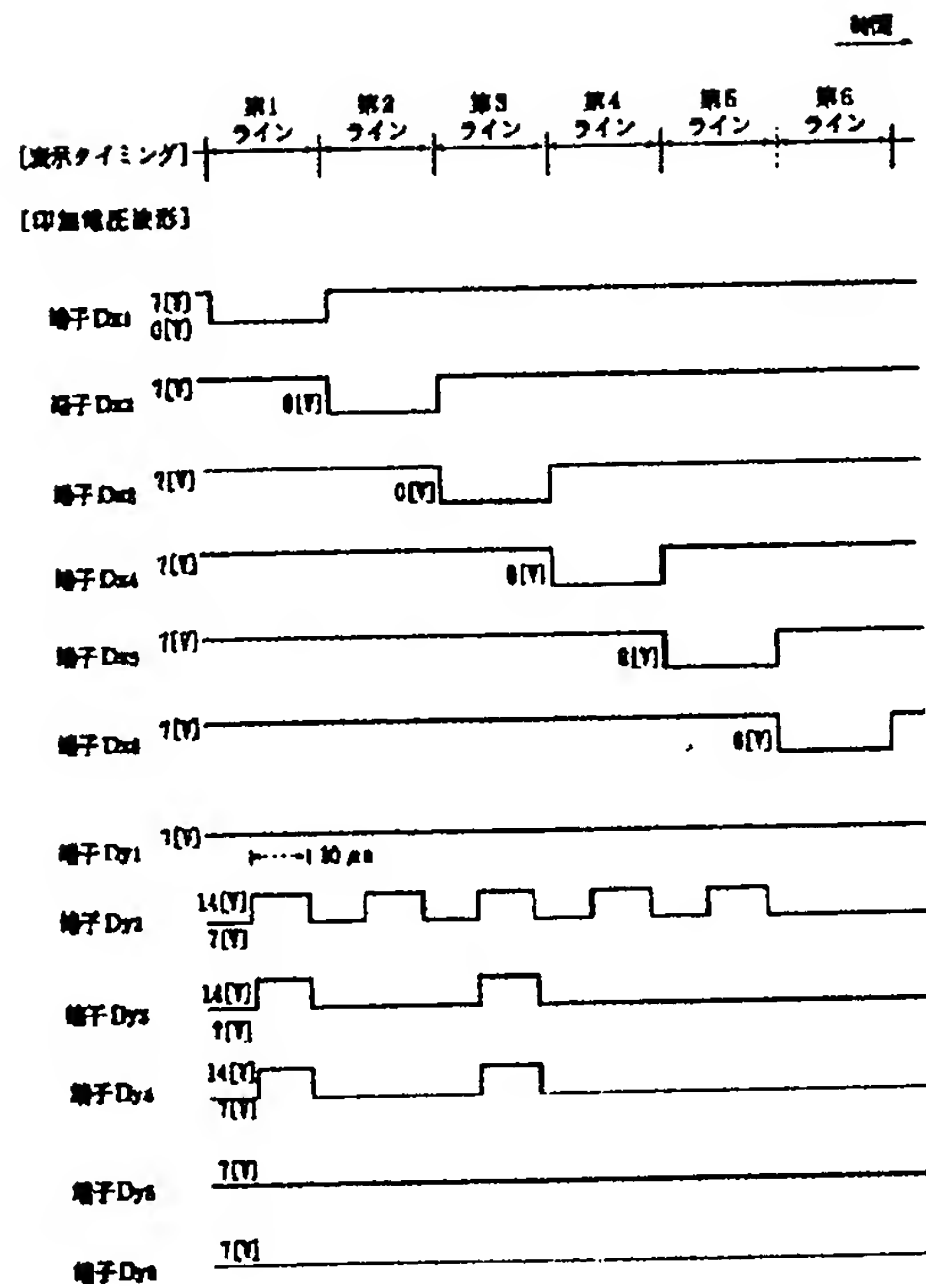 時間
第1 第2 第3 第4 第5 第6
ライン ライン ライン ライン ライン ライン
[表示タイミング]
[印加電圧波形]
端子Dx1 7[V]
0[V]
端子Dx2 7[V] 0[V]
端子Dx3 7[V] 0[V]
端子Dx4 7[V] 0[V]
端子Dx5 7[V] 0[V]
端子Dx6 7[V] 0[V]
端子Dy1 7[V]
端子Dy2 14[V]
7[V]
端子Dy3 14[V]
7[V]
端子Dy4 14[V]
7[V]
端子Dy5 7[V]
端子Dy6 7[V]